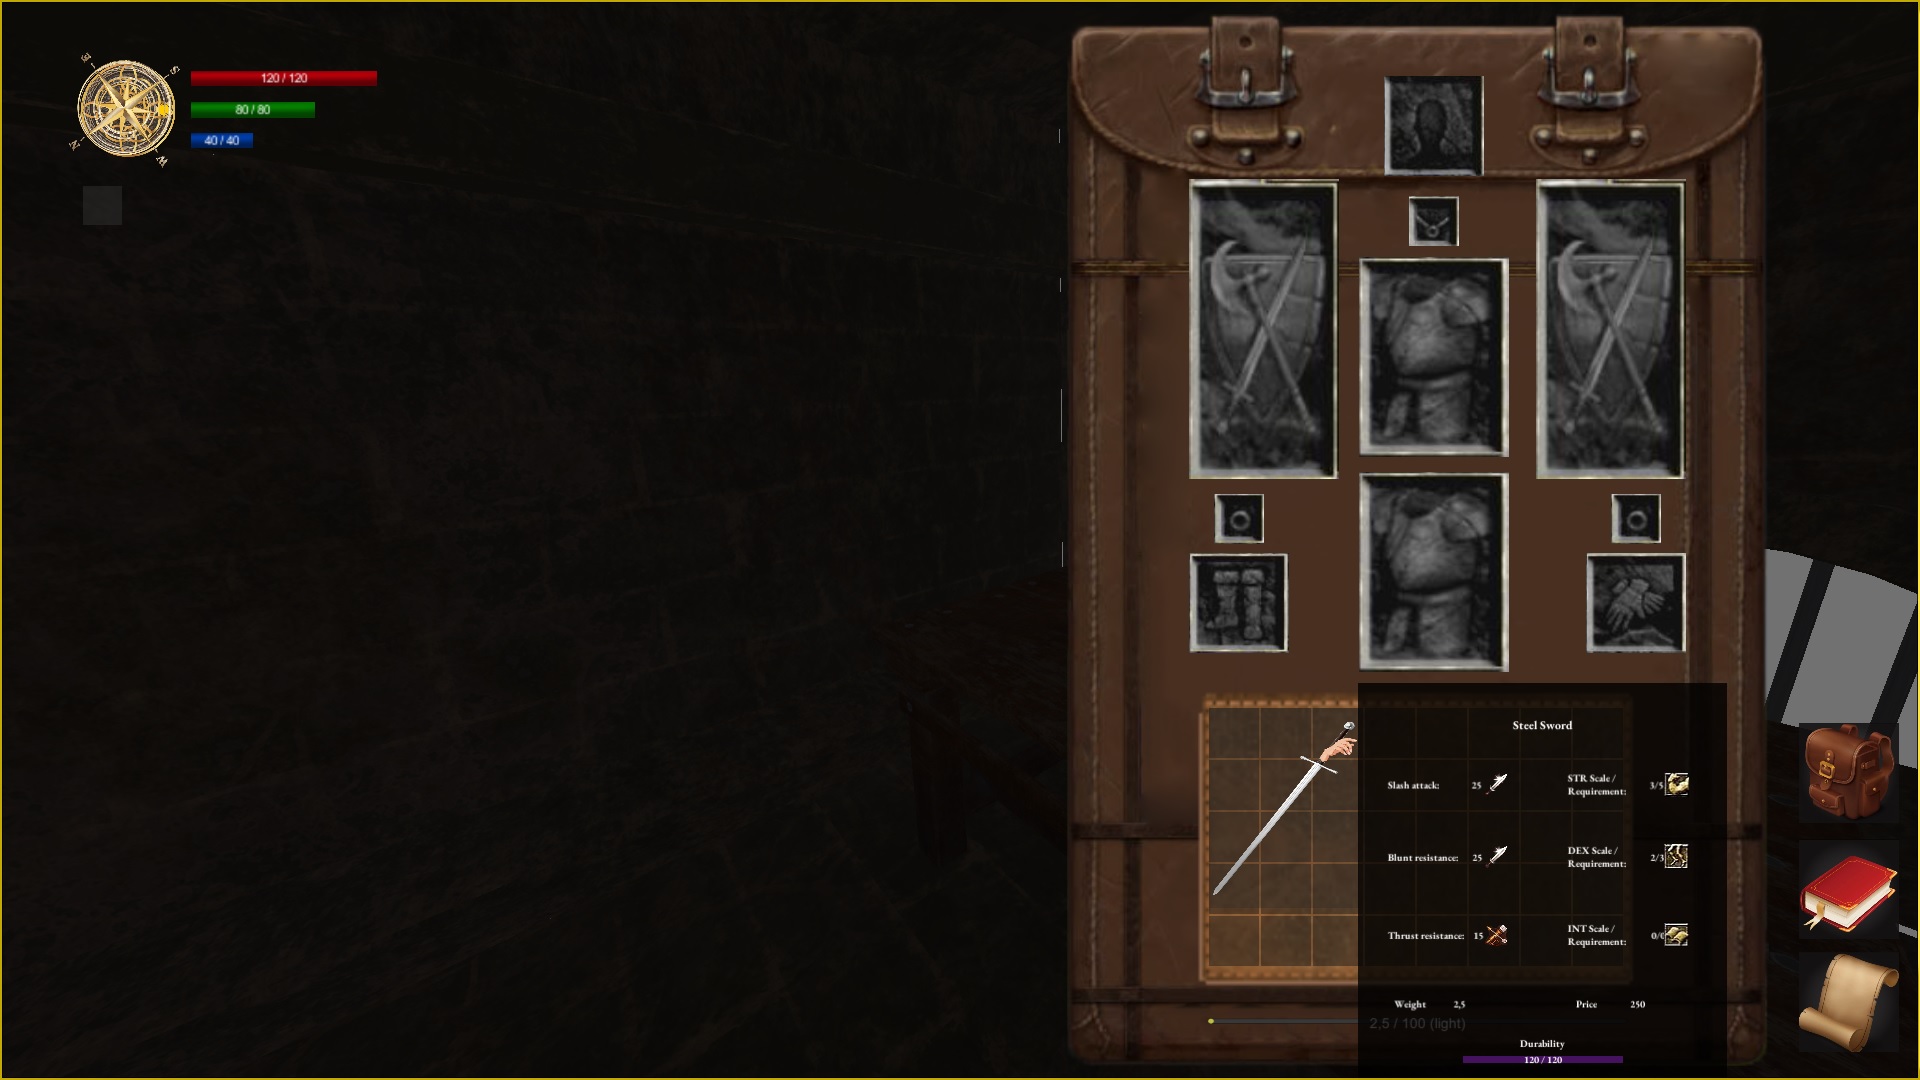 E
S
N
W
120 / 120
80 / 80
40 / 40
Steel Sword
Slash attack: 25
STR Scale /
Requirement: 3/5
Blunt resistance: 25
DEX Scale /
Requirement: 2/3
Thrust resistance: 15
INT Scale /
Requirement: 0/
Weight 2,5
Price 250
2,5 / 100 (light)
Durability
120 / 120